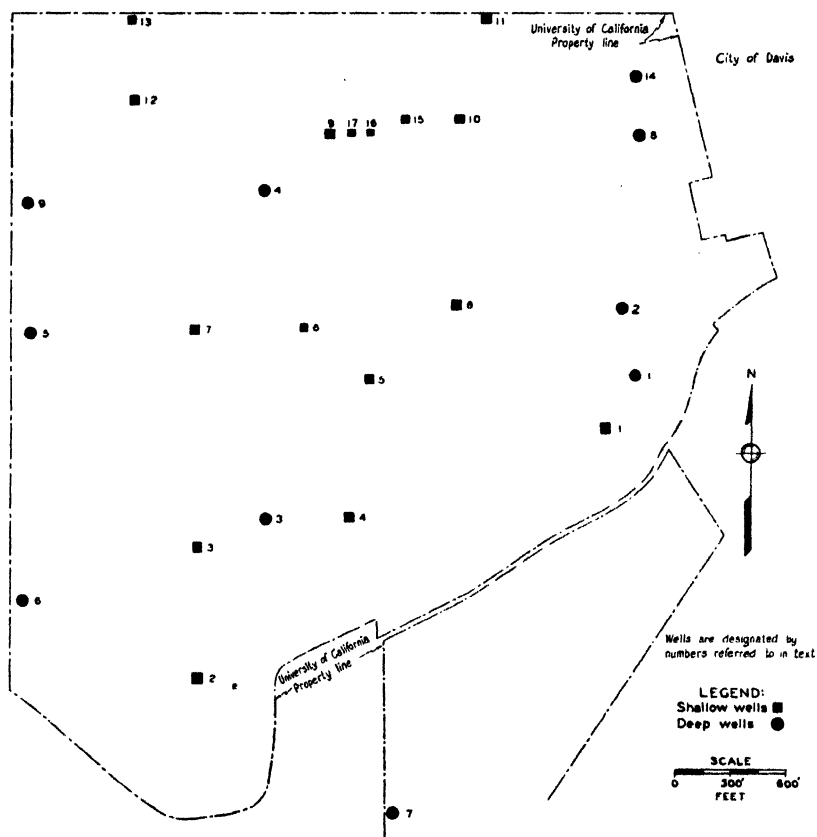 13
11
University of California
Property line
City of Davis
14
12
9 17 16 15 10
8
4
9
8
2
5
7
6
5
1
N
1
3
4
3
6
University of California
Property line
Wells are designated by
numbers referred to in text
2
LEGEND:
Shallow wells
Deep wells
SCALE
0 300' 600'
FEET
7